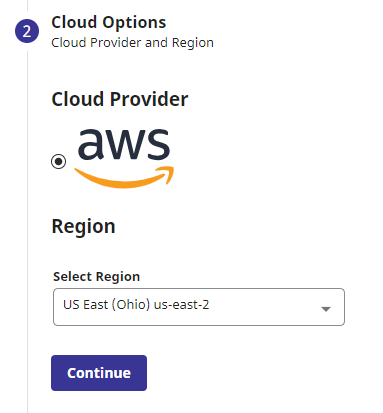 2
Cloud Options
Cloud Provider and Region
Cloud Provider
aws
Region
Select Region
US East (Ohio) us-east-2
Continue